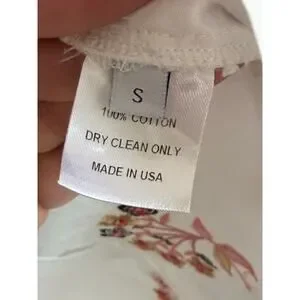 S
100% COTTON
DRY CLEAN ONLY
MADE IN USA